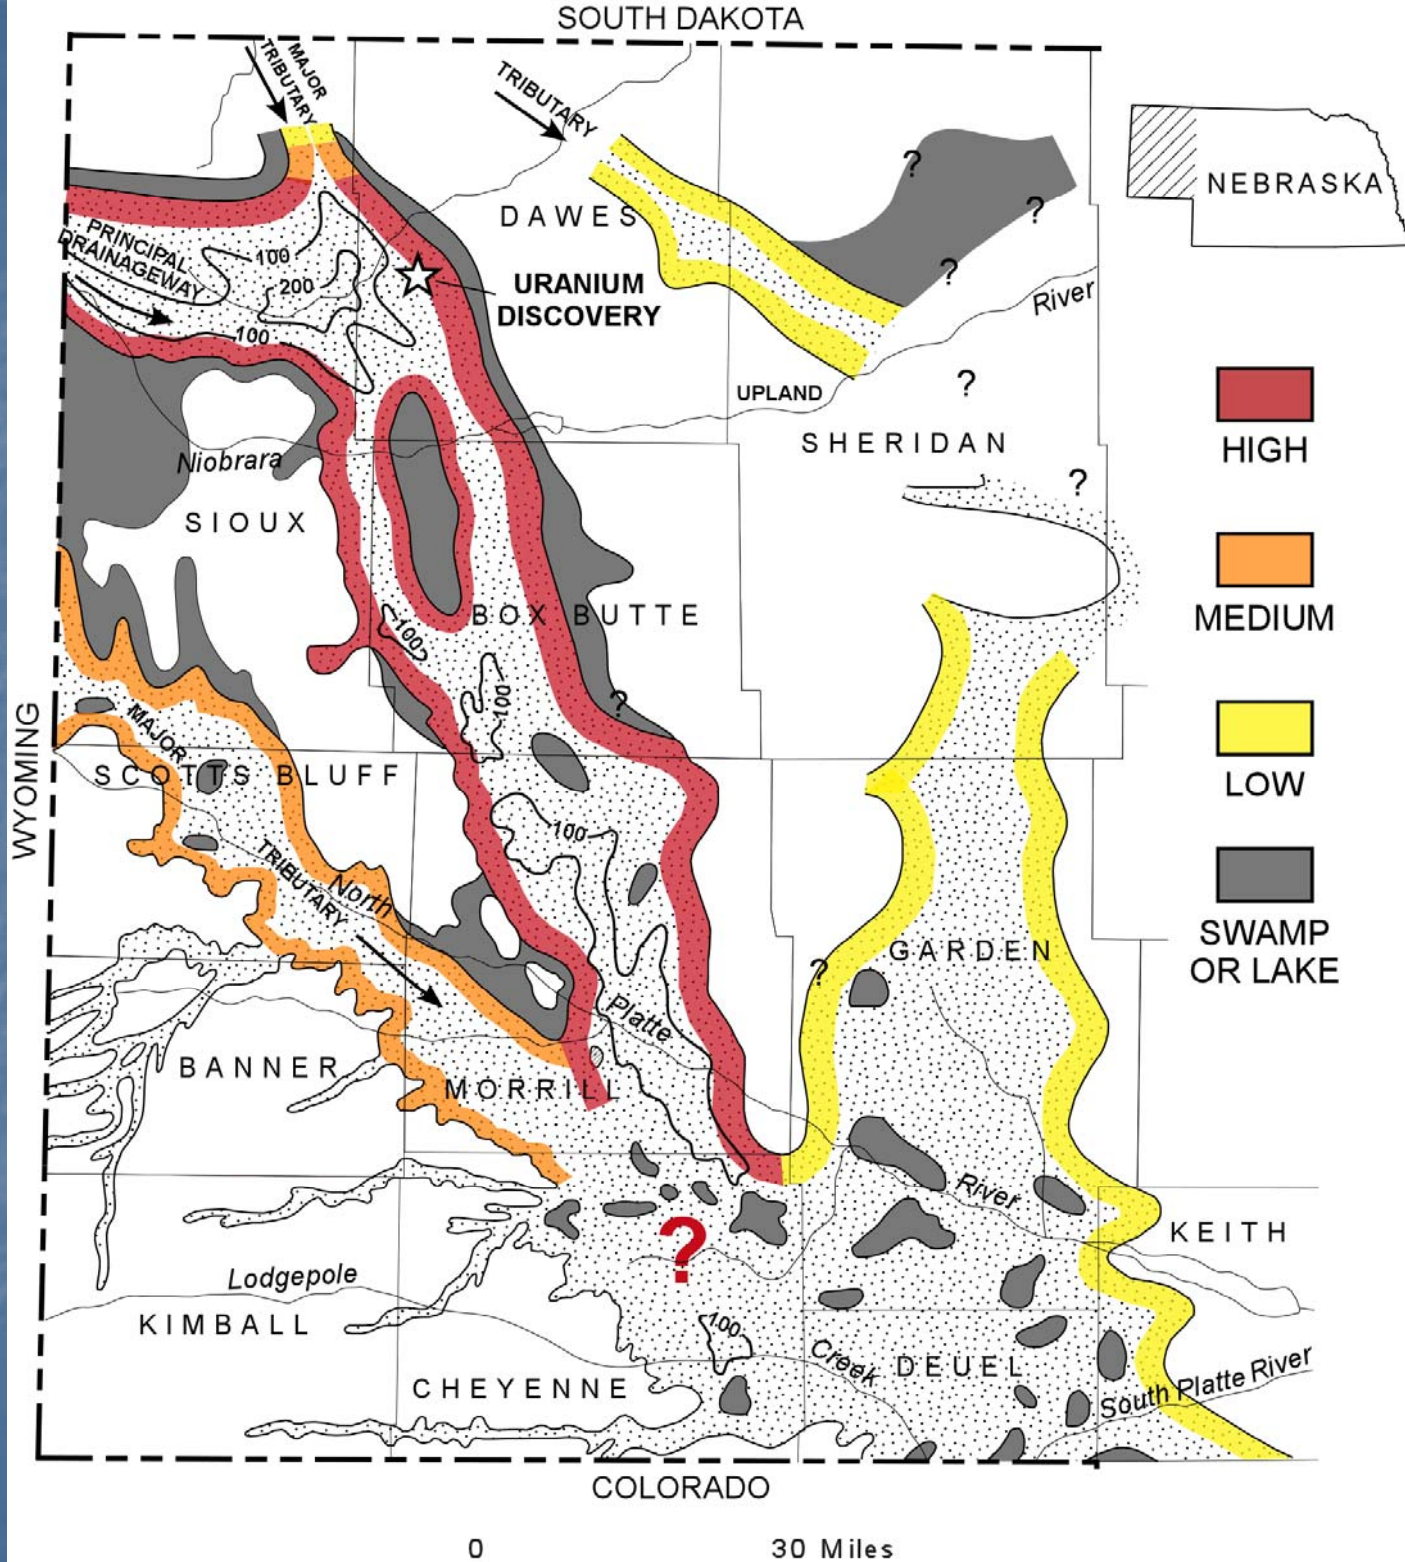 SOUTH DAKOTA
MAJOR
TRIBUTARY
TRIBUTARY
?
NEBRASKA
?
DAWES
PRINCIPAL
DRAINAGEWAY
100
200
100
URANIUM
DISCOVERY
?
River
?
UPLAND
HIGH
SHERIDAN
Niobrara
?
SIOUX
MEDIUM
BOX BUTTE
100
100
?
WYOMING
MAJOR
SCOTTS BLUFF
LOW
100
TRIBUTARY
North
SWAMP
OR LAKE
GARDEN
?
Platte
BANNER
MORRILL
River
KEITH
?
Lodgepole
KIMBALL
100
Creek
DEUEL
CHEYENNE
South Platte River
COLORADO
0 30 Miles